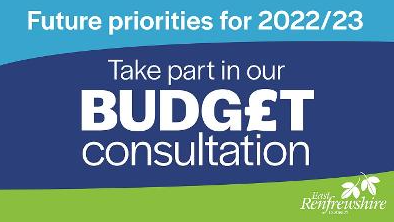 Future priorities for 2022/23
Take part in our
BUDG£T
consultation
East
Renfrewshire